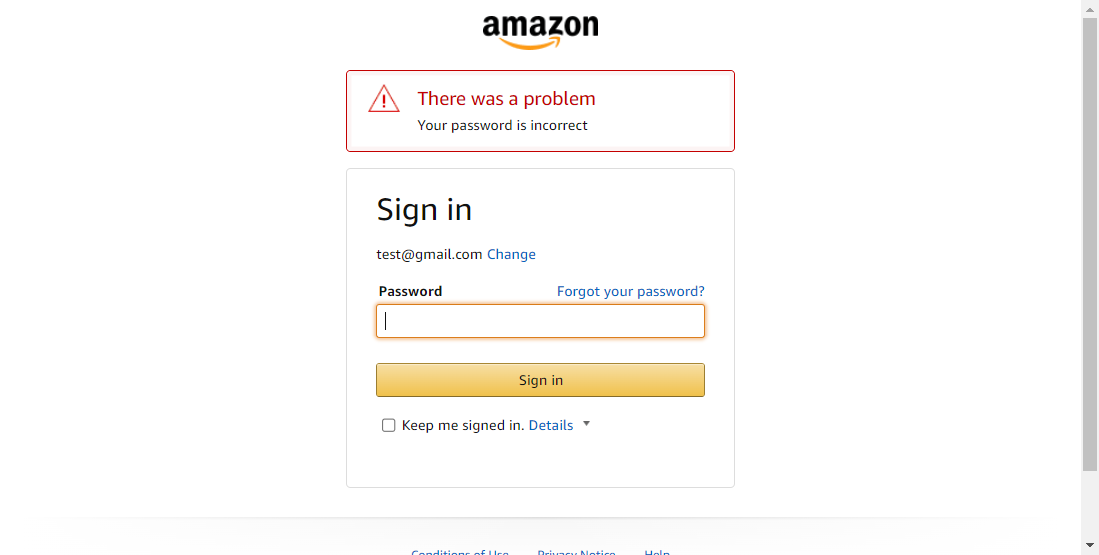 amazon
There was a problem
Your password is incorrect
Sign in
test@gmail.com Change
Password Forgot your password?
Sign in
Keep me signed in. Details
Conditions of Use Privacy Notice Help